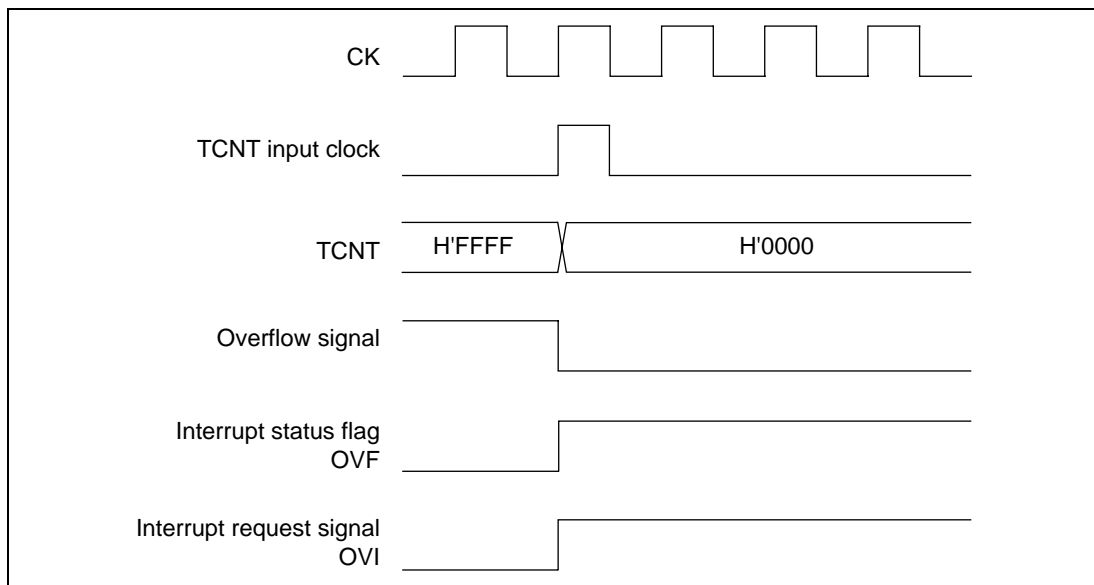 CK
TCNT input clock
TCNT
H'FFFF
H'0000
Overflow signal
Interrupt status flag
OVF
Interrupt request signal
OVI